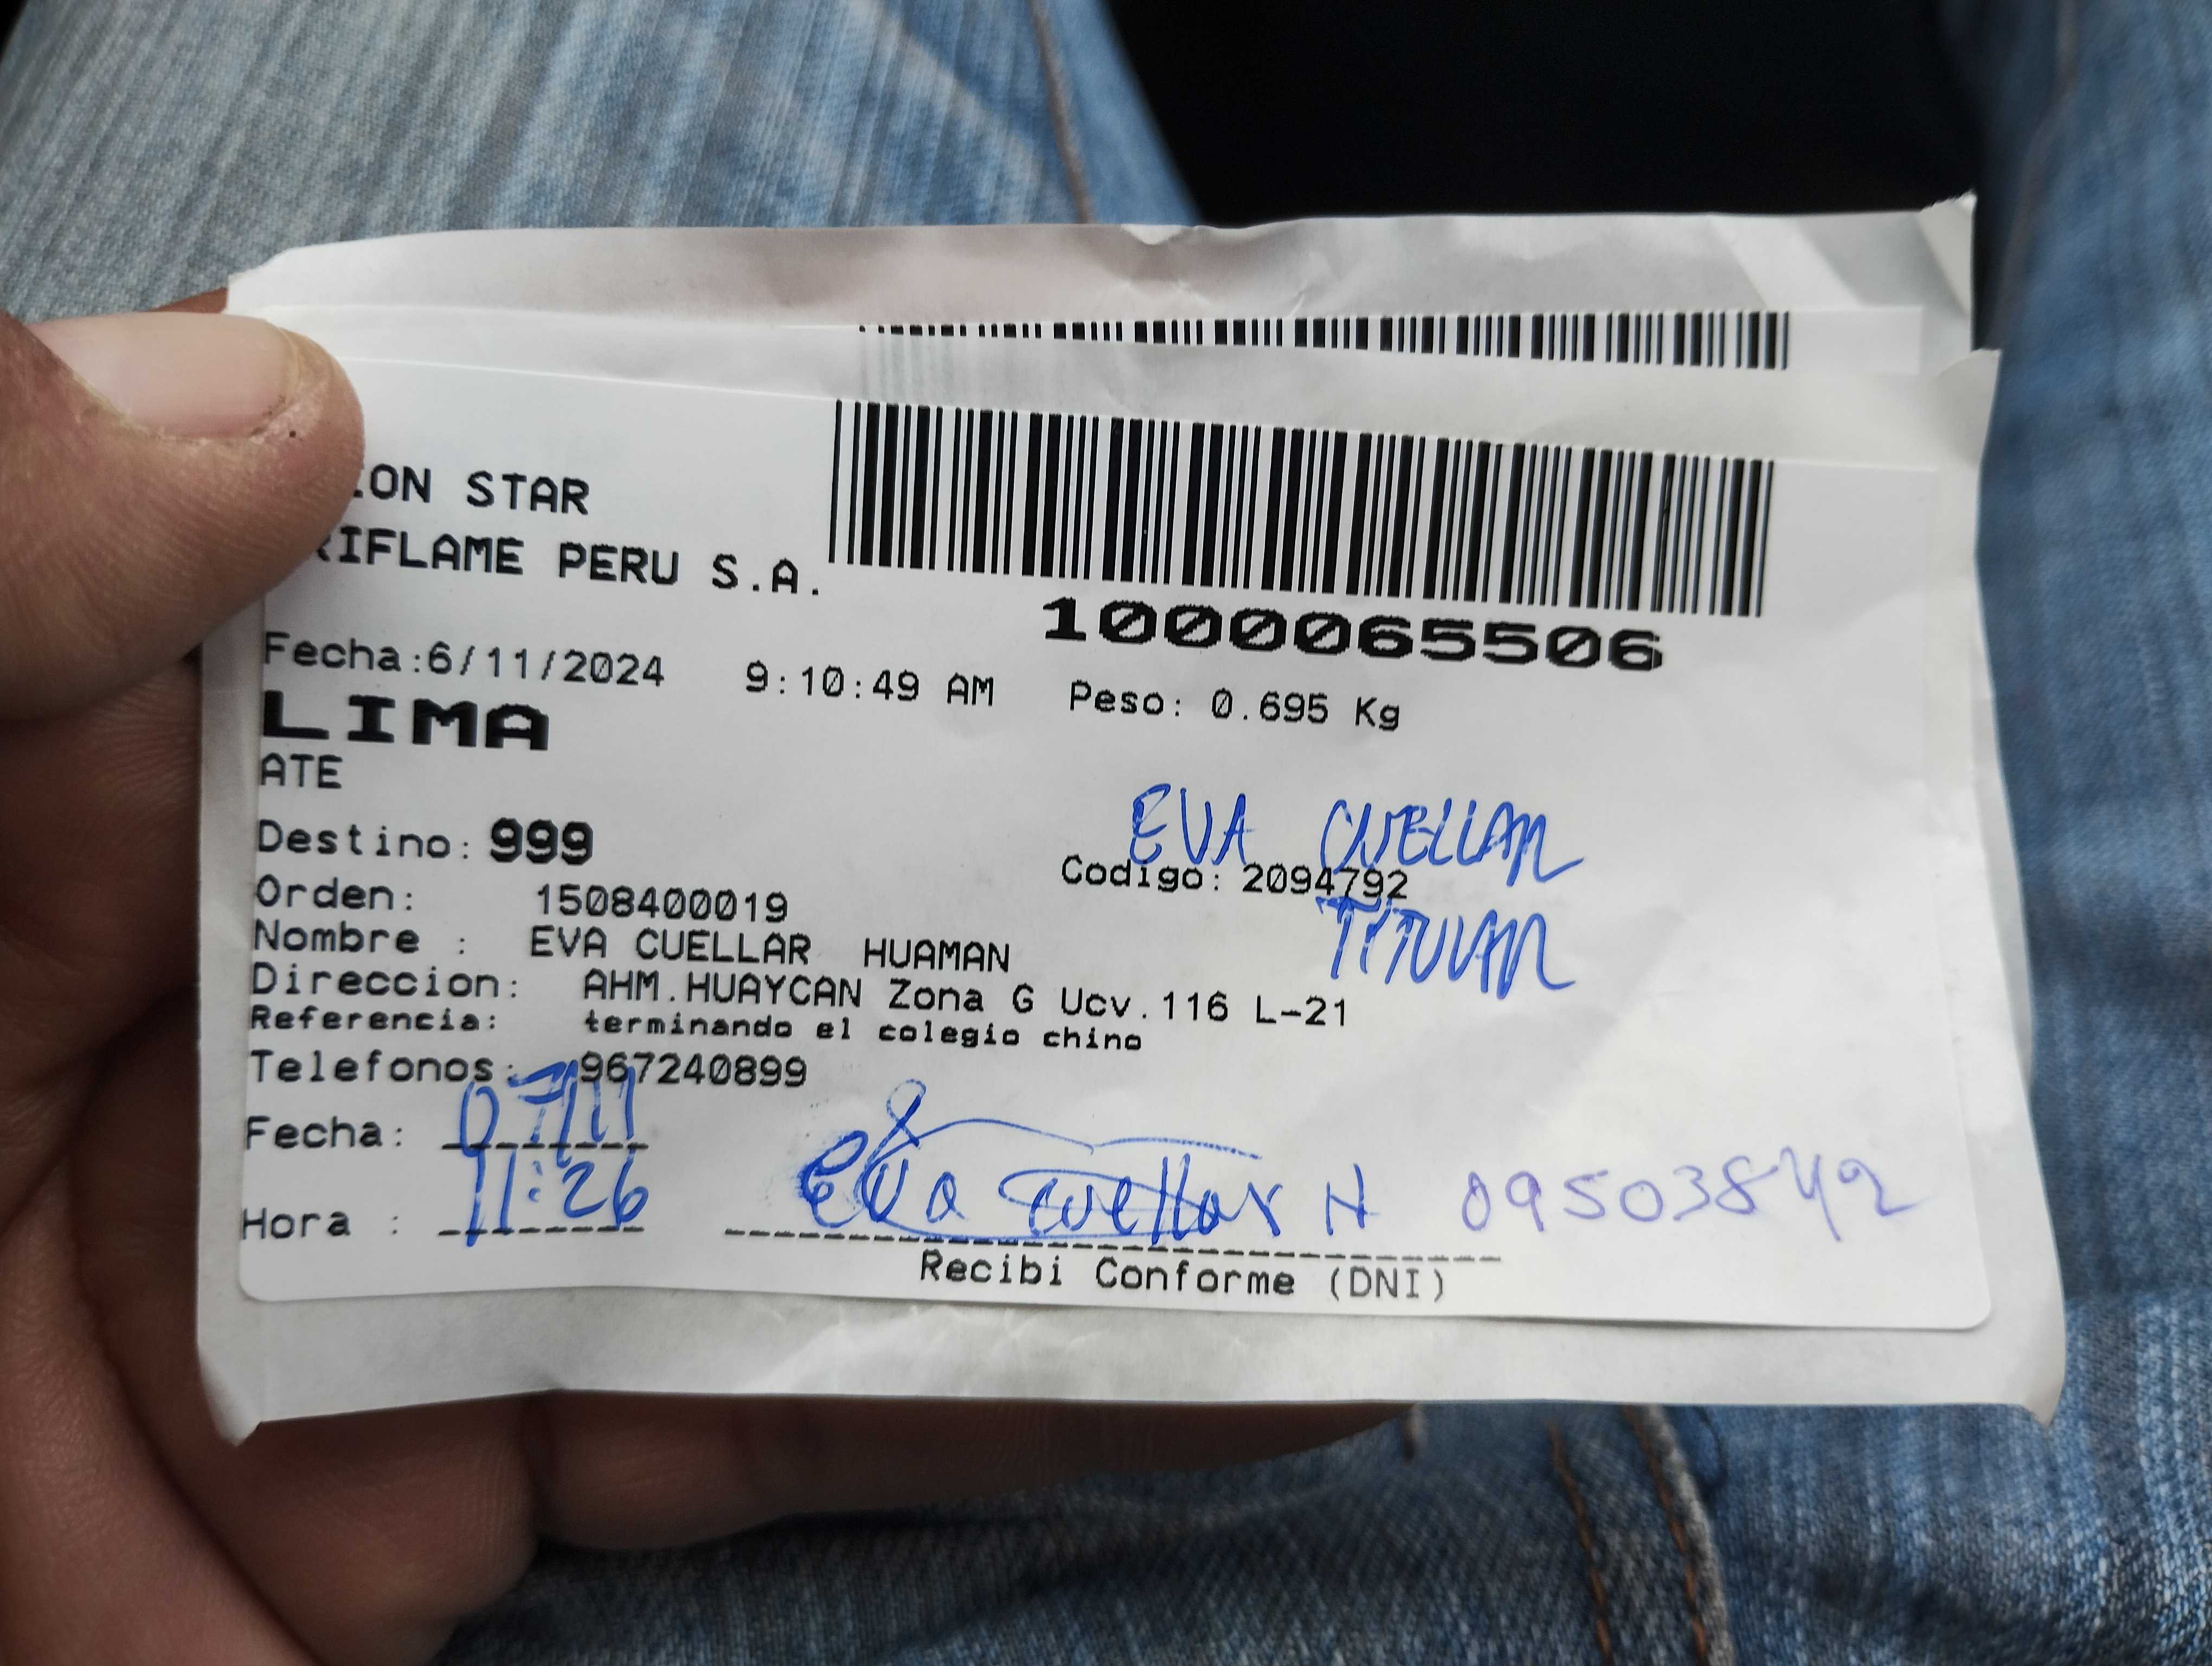 ION STAR
RIFLAME PERU S.A.
1000065506
Fecha:6/11/2024 9:10:49 AM Peso: 0.695 Kg
LIMA
ATE
EVA CUELLAR
Destino: 999
Codigo: 2094792
TITULAR
Orden: 1508400019
Nombre : EVA CUELLAR HUAMAN
Direccion: AHM.HUAYCAN Zona G Ucv.116 L-21
Referencia: terminando el colegio chino
Telefonos: 967240899
Fecha: 07/11
Hora : 11:26
Eva Cuellar H 09503842
Recibi Conforme (DNI)